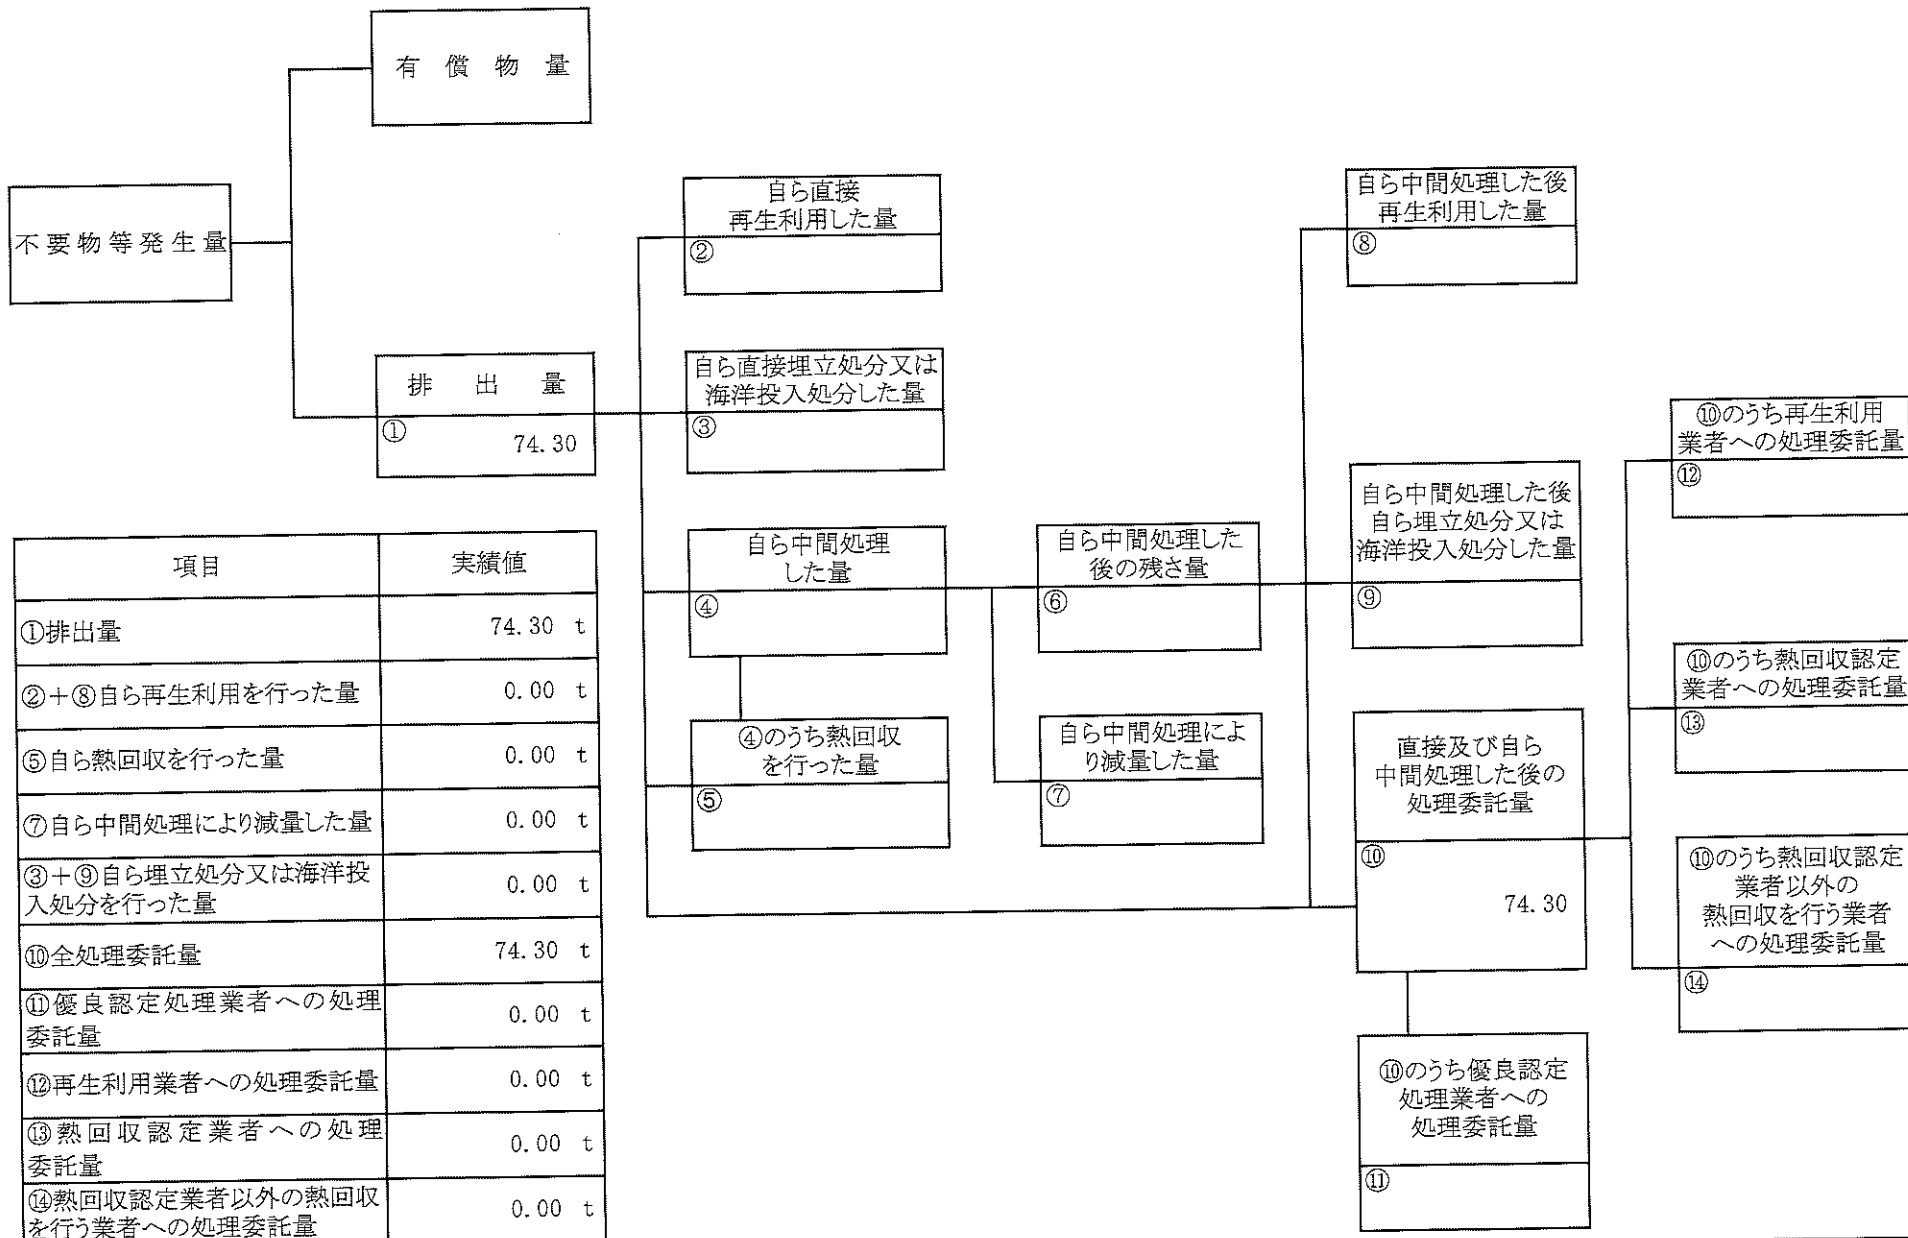 有償物量
不要物等発生量
排出量
①
74.30
自ら直接
再生利用した量
②
自ら直接埋立処分又は
海洋投入処分した量
③
自ら中間処理
した量
④
④のうち熱回収
を行った量
⑤
自ら中間処理した
後の残さ量
⑥
自ら中間処理によ
り減量した量
⑦
自ら中間処理した後
再生利用した量
⑧
自ら中間処理した後
自ら埋立処分又は
海洋投入処分した量
⑨
直接及び自ら
中間処理した後の
処理委託量
⑩
74.30
⑩のうち優良認定
処理業者への
処理委託量
⑪
⑩のうち再生利用
業者への処理委託量
⑫
⑩のうち熱回収認定
業者への処理委託量
⑬
⑩のうち熱回収認定
業者以外の
熱回収を行う業者
への処理委託量
⑭
項目 実績値
①排出量 74.30 t
②+⑧自ら再生利用を行った量 0.00 t
⑤自ら熱回収を行った量 0.00 t
⑦自ら中間処理により減量した量 0.00 t
③+⑨自ら埋立処分又は海洋投
入処分を行った量 0.00 t
⑩全処理委託量 74.30 t
⑪優良認定処理業者への処理
委託量 0.00 t
⑫再生利用業者への処理委託量 0.00 t
⑬熱回収認定業者への処理
委託量 0.00 t
⑭熱回収認定業者以外の熱回収
を行う業者への処理委託量 0.00 t